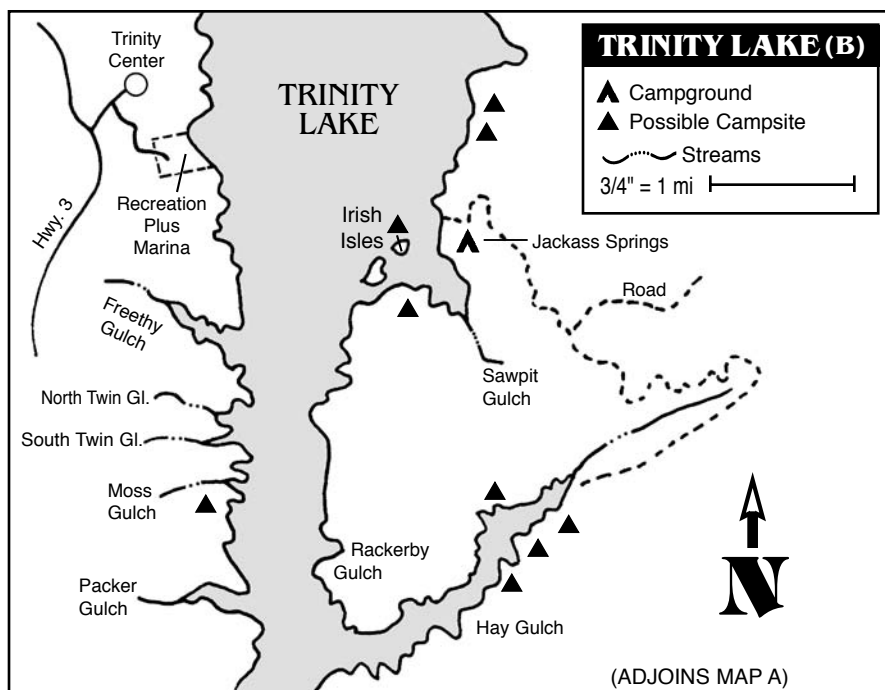 Trinity
Center
TRINITY
LAKE
TRINITY LAKE (B)
Campground
Possible Campsite
Streams
3/4" = 1 mi
Hwy. 3
Recreation
Plus
Marina
Irish
Isles
Jackass Springs
Road
Freethy
Gulch
Sawpit
Gulch
North Twin Gl.
South Twin Gl.
Moss
Gulch
Rackerby
Gulch
Packer
Gulch
Hay Gulch
N
(ADJOINS MAP A)